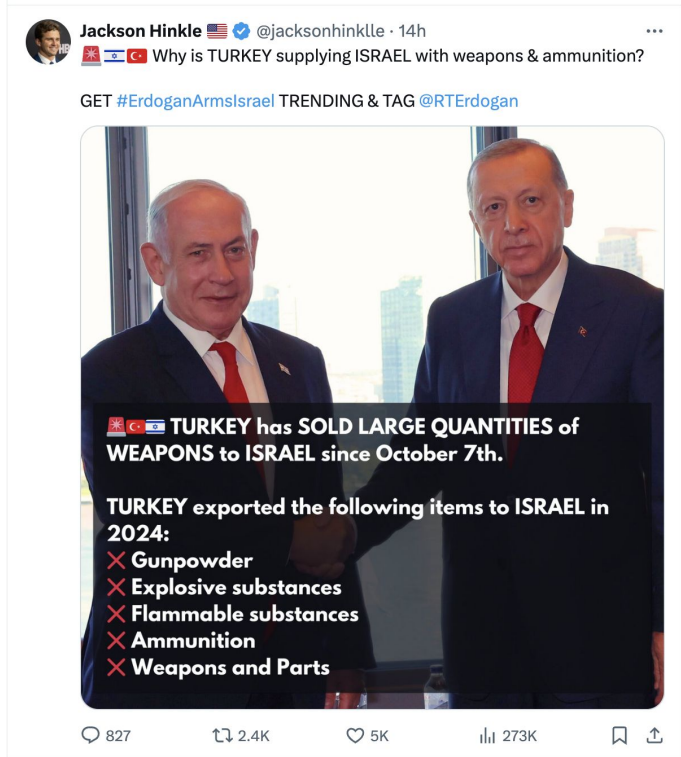 Jackson Hinkle 🇺🇸 @jacksonhinklle · 14h
🚨🇮🇱🇹🇷 Why is TURKEY supplying ISRAEL with weapons & ammunition?
GET #ErdoganArmsIsrael TRENDING & TAG @RTErdogan
🚨🇹🇷🇮🇱 TURKEY has SOLD LARGE QUANTITIES of
WEAPONS to ISRAEL since October 7th.
TURKEY exported the following items to ISRAEL in
2024:
❌ Gunpowder
❌ Explosive substances
❌ Flammable substances
❌ Ammunition
❌ Weapons and Parts
827 2.4K 5K 273K